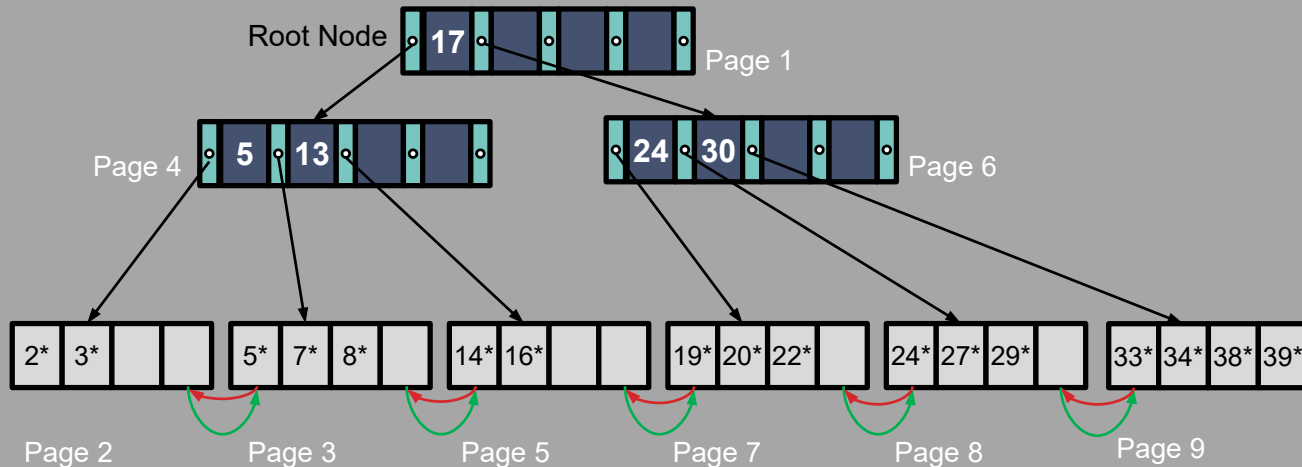 Root Node
17
Page 1
Page 4
5 13
24 30
Page 6
2* 3*
5* 7* 8*
14* 16*
19* 20* 22*
24* 27* 29*
33* 34* 38* 39*
Page 2
Page 3
Page 5
Page 7
Page 8
Page 9